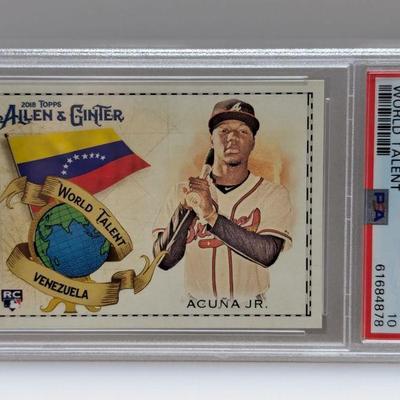 2018 TOPPS
ALLEN & GINTER
WORLD TALENT
VENEZUELA
RC
ACUÑA JR.
WORLD TALENT
PSA
10
61684878